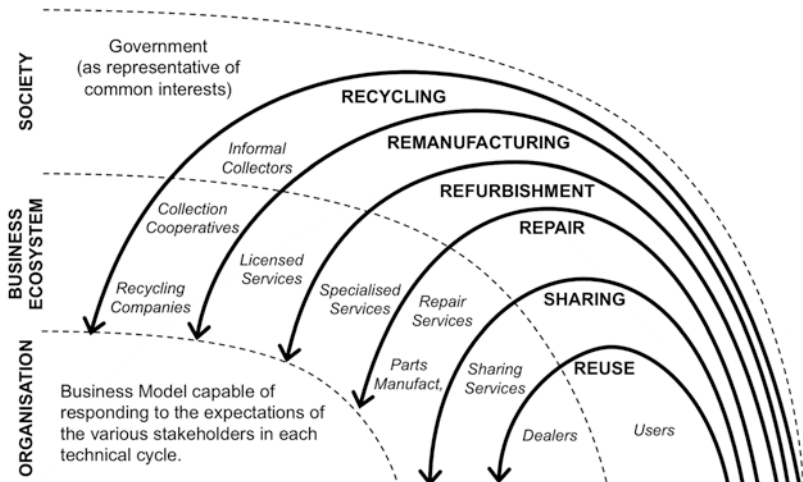 SOCIETY
Government
(as representative of
common interests)
RECYCLING
Informal
Collectors
REMANUFACTURING
REFURBISHMENT
REPAIR
SHARING
REUSE
BUSINESS
ECOSYSTEM
Collection
Cooperatives
Recycling
Companies
Licensed
Services
Specialised
Services
Repair
Services
Parts
Manufact,
Sharing
Services
Dealers
Users
ORGANISATION
Business Model capable of
responding to the expectations of
the various stakeholders in each
technical cycle.